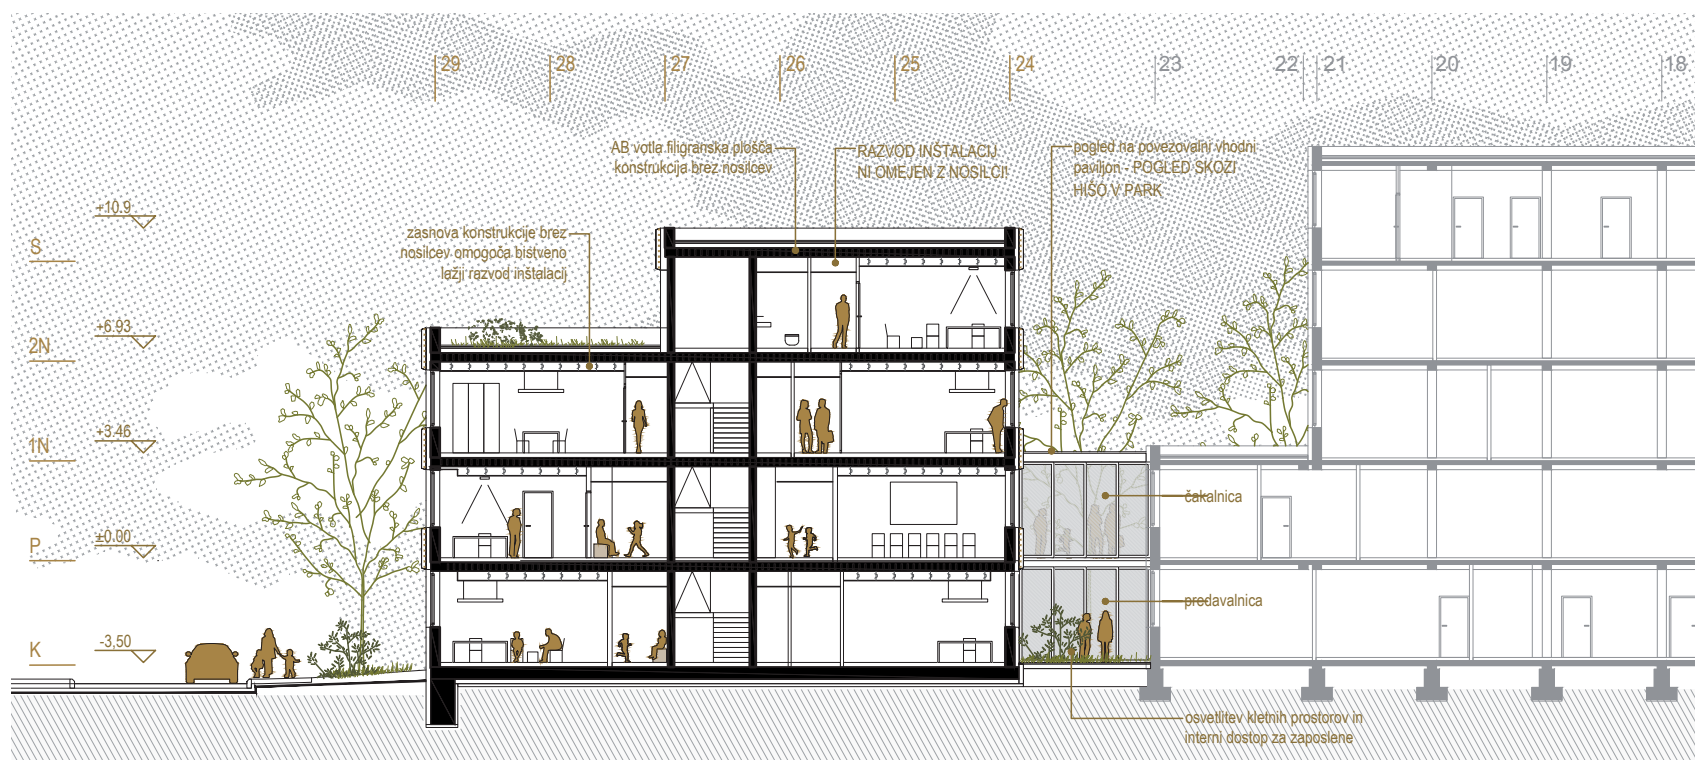 29 28 27 26 25 24 23 22 21 20 19 18
AB votla filigranska plošča
konstrukcija brez nosilcev
RAZVOD INŠTALACIJ
NI OMEJEN Z NOSILCI!
pogled na povezovalni vhodni
paviljon - POGLED SKOZI
HIŠO V PARK
zasnova konstrukcije brez
nosilcev omogoča bistveno
lažji razvod inštalacij
+10.9
S
+6.93
2N
+3.46
1N
±0.00
P
-3,50
K
čakalnica
predavalnica
osvetlitev kletnih prostorov in
interni dostop za zaposlene